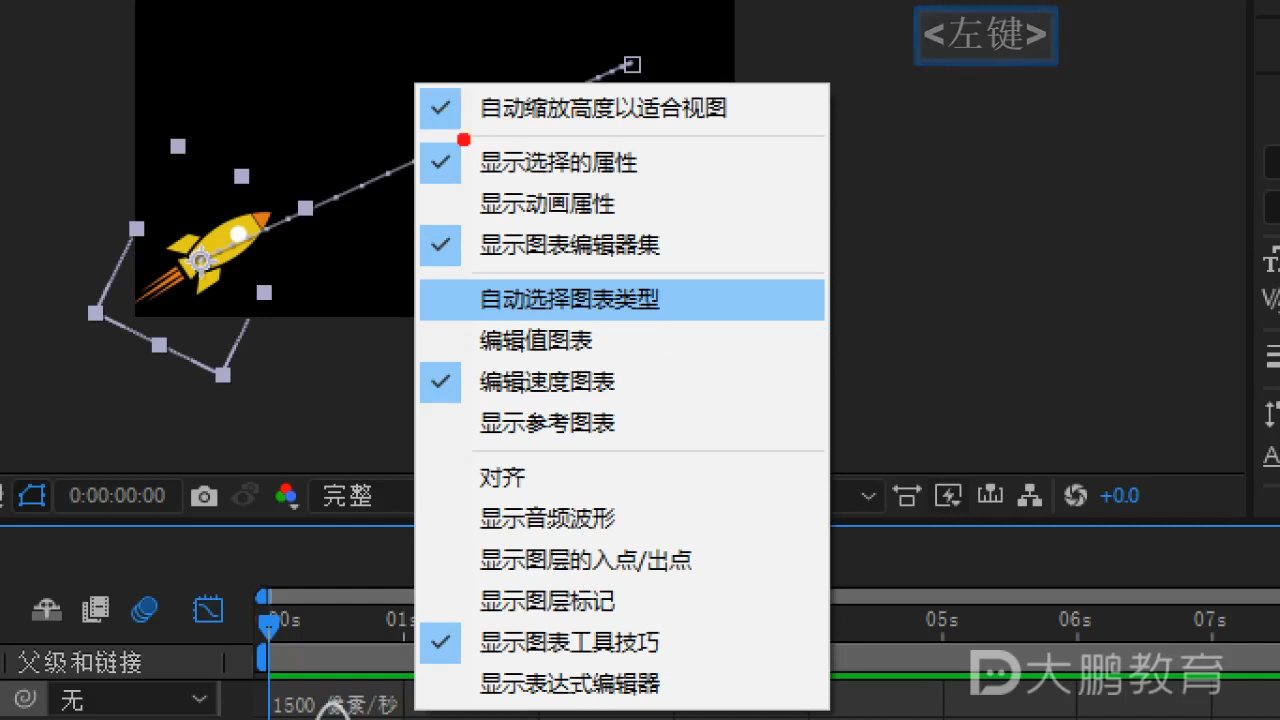 <左键>
自动缩放高度以适合视图
显示选择的属性
显示动画属性
显示图表编辑器集
自动选择图表类型
编辑值图表
编辑速度图表
显示参考图表
对齐
显示音频波形
显示图层的入点/出点
显示图层标记
显示图表工具技巧
显示表达式编辑器
0:00:00:00
完整
+0.0
00s
01s
05s
06s
07s
父级和链接
无
1500 像素/秒
大鹏教育